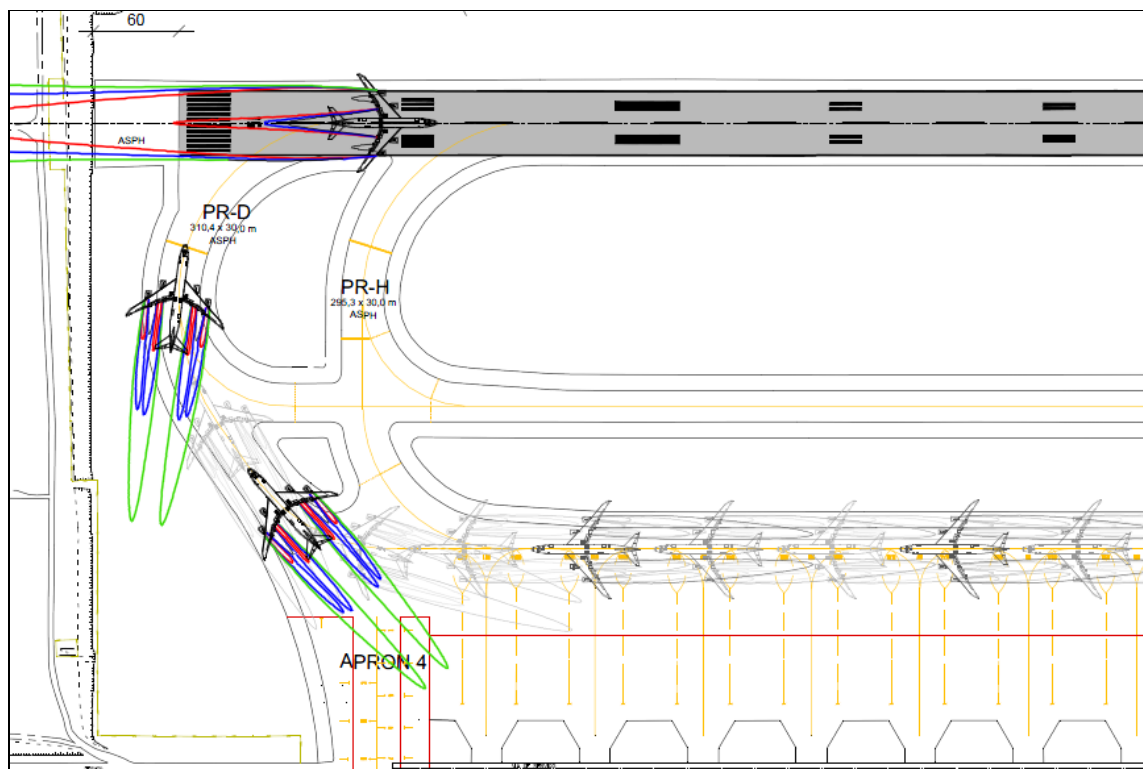 60
ASPH
PR-D
310,4 x 30,0 m
ASPH
PR-H
295,3 x 30,0 m
ASPH
APRON 4